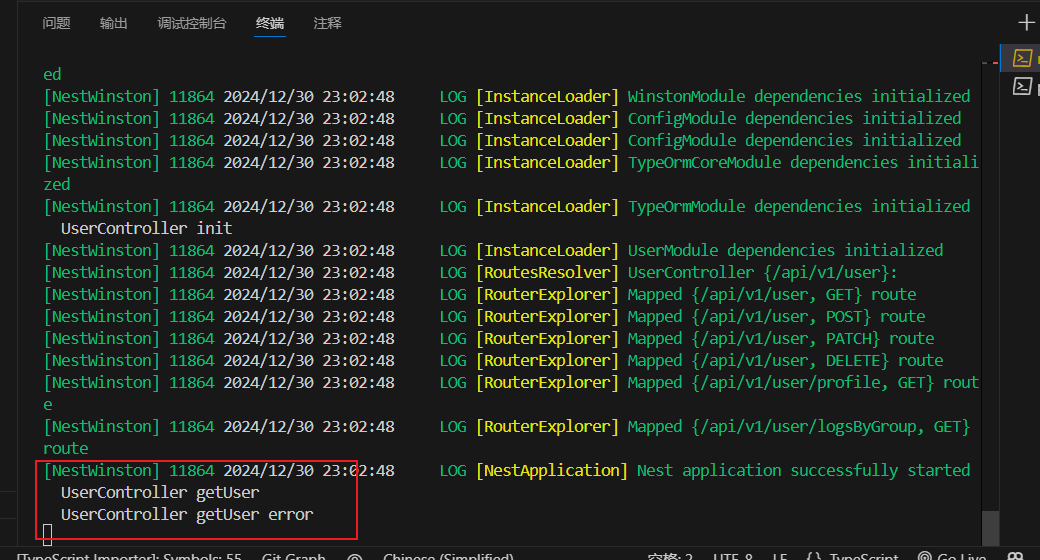 问题 输出 调试控制台 终端 注释
ed
[NestWinston] 11864 2024/12/30 23:02:48 LOG [InstanceLoader] WinstonModule dependencies initialized
[NestWinston] 11864 2024/12/30 23:02:48 LOG [InstanceLoader] ConfigModule dependencies initialized
[NestWinston] 11864 2024/12/30 23:02:48 LOG [InstanceLoader] ConfigModule dependencies initialized
[NestWinston] 11864 2024/12/30 23:02:48 LOG [InstanceLoader] TypeOrmCoreModule dependencies initiali
zed
[NestWinston] 11864 2024/12/30 23:02:48 LOG [InstanceLoader] TypeOrmModule dependencies initialized
UserController init
[NestWinston] 11864 2024/12/30 23:02:48 LOG [InstanceLoader] UserModule dependencies initialized
[NestWinston] 11864 2024/12/30 23:02:48 LOG [RoutesResolver] UserController {/api/v1/user}:
[NestWinston] 11864 2024/12/30 23:02:48 LOG [RouterExplorer] Mapped {/api/v1/user, GET} route
[NestWinston] 11864 2024/12/30 23:02:48 LOG [RouterExplorer] Mapped {/api/v1/user, POST} route
[NestWinston] 11864 2024/12/30 23:02:48 LOG [RouterExplorer] Mapped {/api/v1/user, PATCH} route
[NestWinston] 11864 2024/12/30 23:02:48 LOG [RouterExplorer] Mapped {/api/v1/user, DELETE} route
[NestWinston] 11864 2024/12/30 23:02:48 LOG [RouterExplorer] Mapped {/api/v1/user/profile, GET} rout
e
[NestWinston] 11864 2024/12/30 23:02:48 LOG [RouterExplorer] Mapped {/api/v1/user/logsByGroup, GET}
route
[NestWinston] 11864 2024/12/30 23:02:48 LOG [NestApplication] Nest application successfully started
UserController getUser
UserController getUser error
[TypeScript Importer]: Symbols: 55 Git Graph Chinese (Simplified) 空格: 2 UTF-8 LF {} TypeScript Go Live